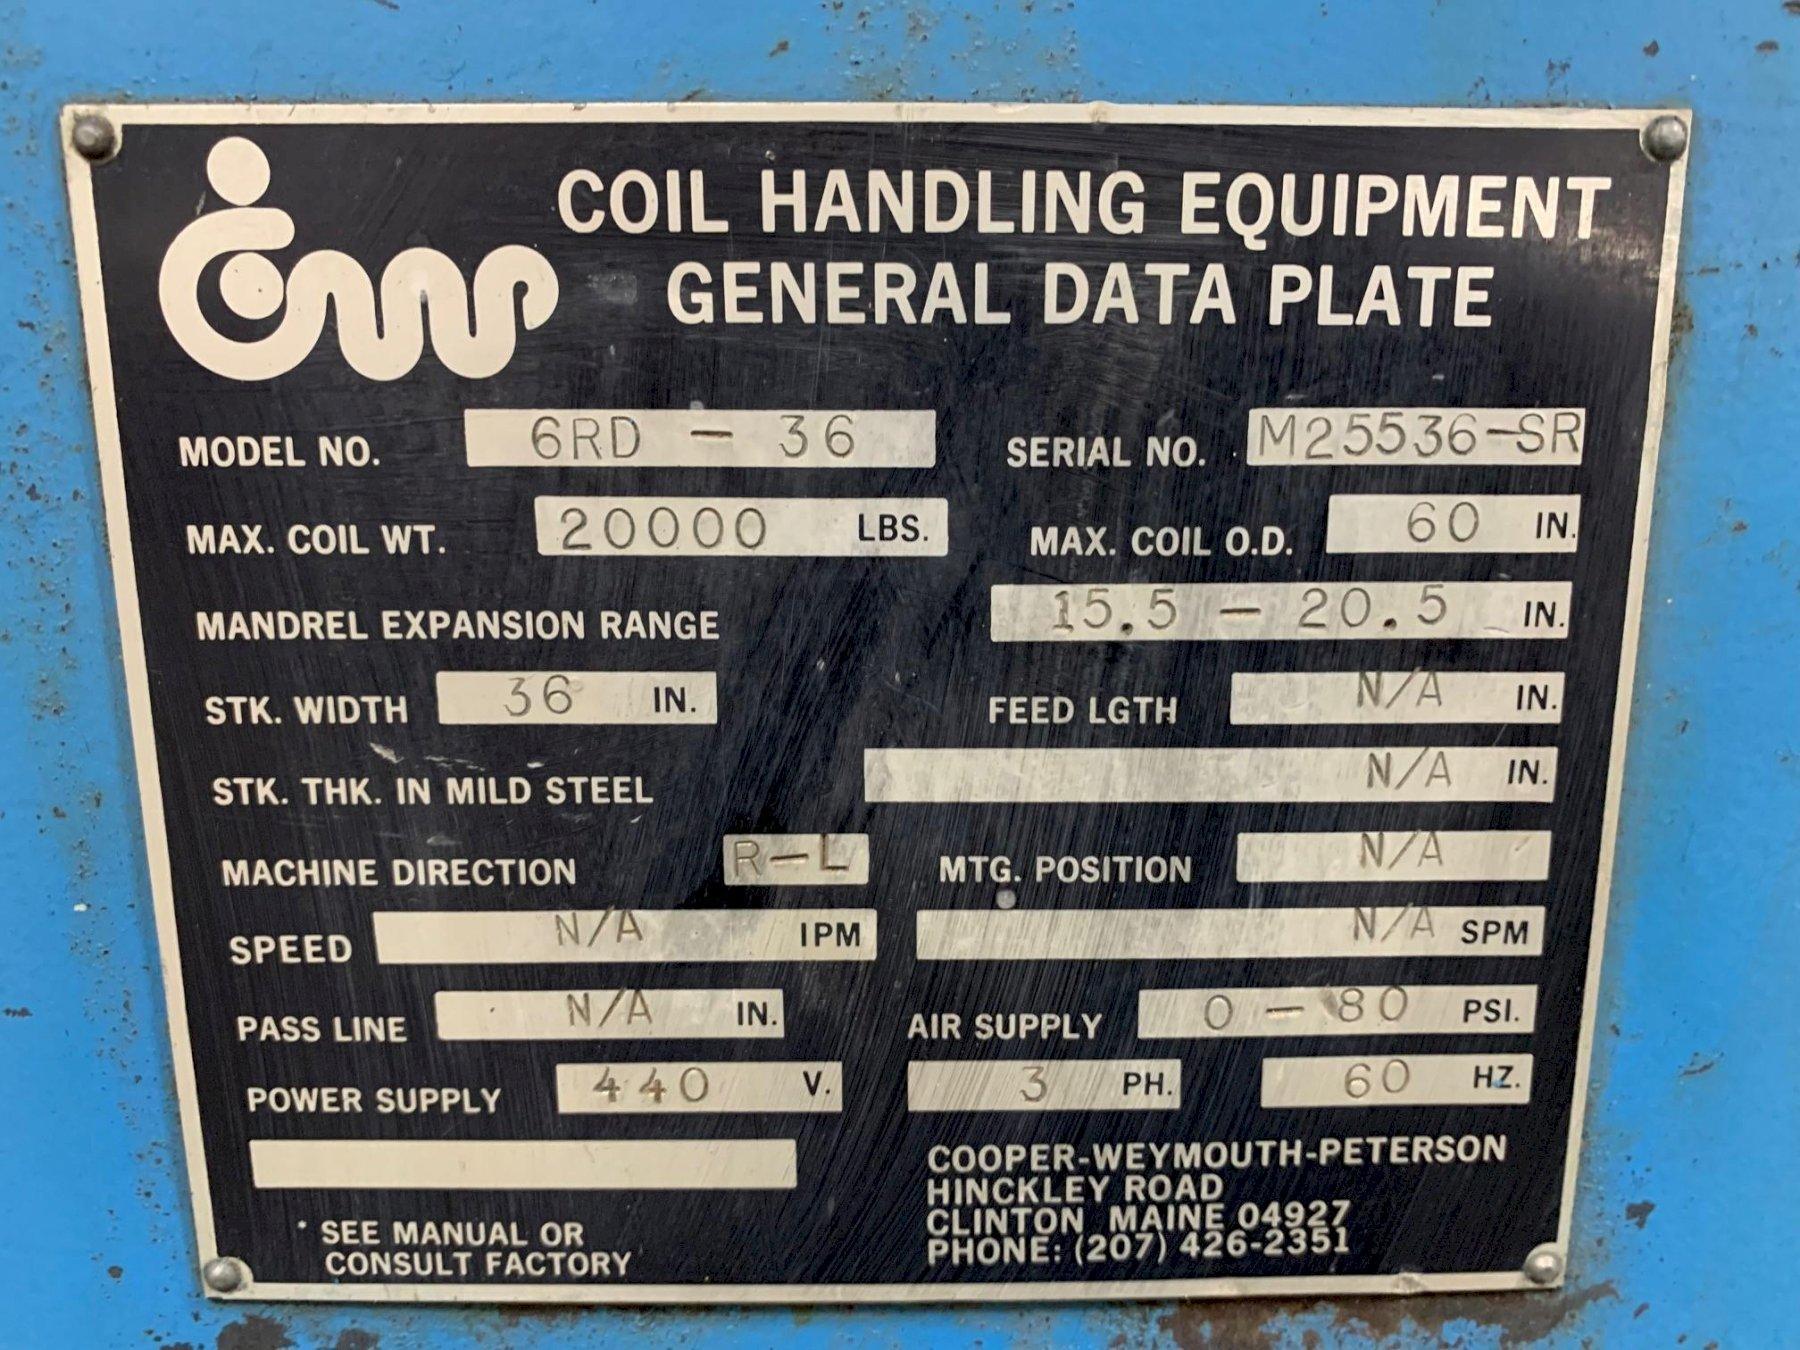 cwp COIL HANDLING EQUIPMENT
GENERAL DATA PLATE
MODEL NO. 6RD - 36 SERIAL NO. M25536-SR
MAX. COIL WT. 20000 LBS. MAX. COIL O.D. 60 IN.
MANDREL EXPANSION RANGE 15.5 - 20.5 IN.
STK. WIDTH 36 IN. FEED LGTH N/A IN.
STK. THK. IN MILD STEEL N/A IN.
MACHINE DIRECTION R-L MTG. POSITION N/A
SPEED N/A IPM N/A SPM
PASS LINE N/A IN. AIR SUPPLY 0 - 80 PSI.
POWER SUPPLY 440 V. 3 PH. 60 HZ.
COOPER-WEYMOUTH-PETERSON
HINCKLEY ROAD
CLINTON MAINE 04927
PHONE: (207) 426-2351
* SEE MANUAL OR
CONSULT FACTORY